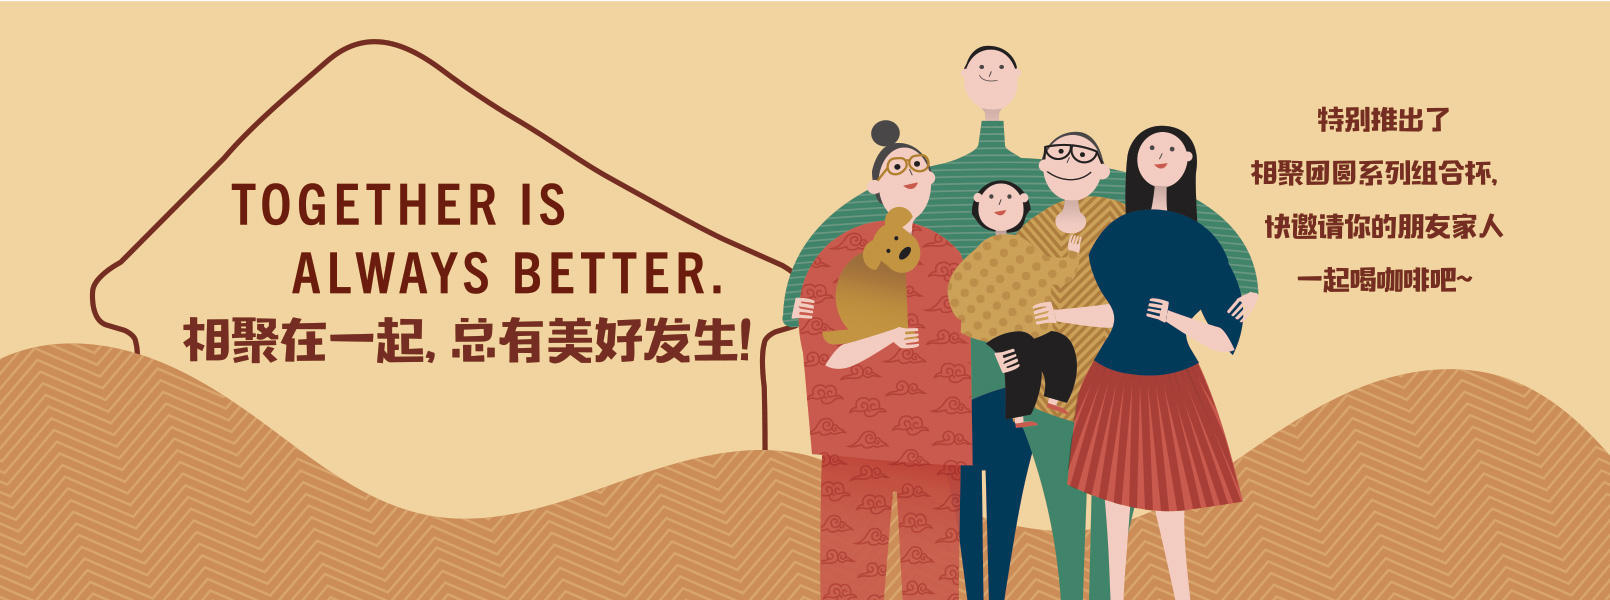 TOGETHER IS
ALWAYS BETTER.
相聚在一起, 总有美好发生!
特别推出了
相聚团圆系列组合杯,
快邀请你的朋友家人
一起喝咖啡吧~